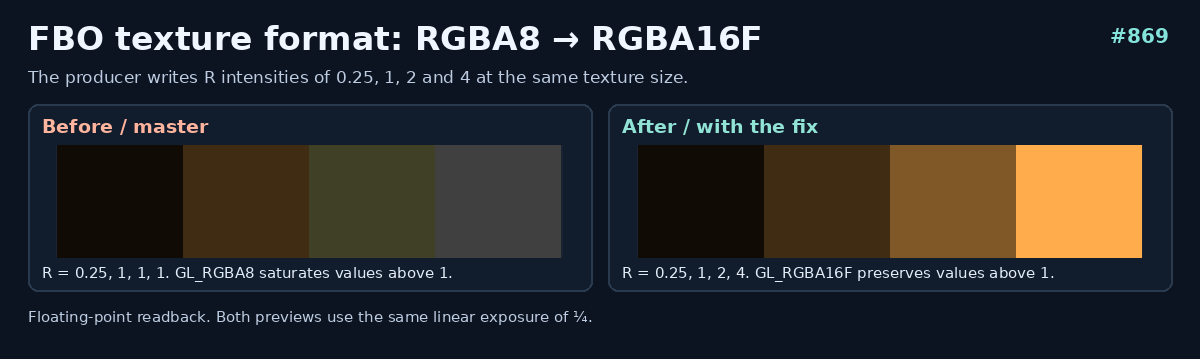 FBO texture format: RGBA8 → RGBA16F
#869
The producer writes R intensities of 0.25, 1, 2 and 4 at the same texture size.
Before / master
R = 0.25, 1, 1, 1. GL_RGBA8 saturates values above 1.
After / with the fix
R = 0.25, 1, 2, 4. GL_RGBA16F preserves values above 1.
Floating-point readback. Both previews use the same linear exposure of ¼.